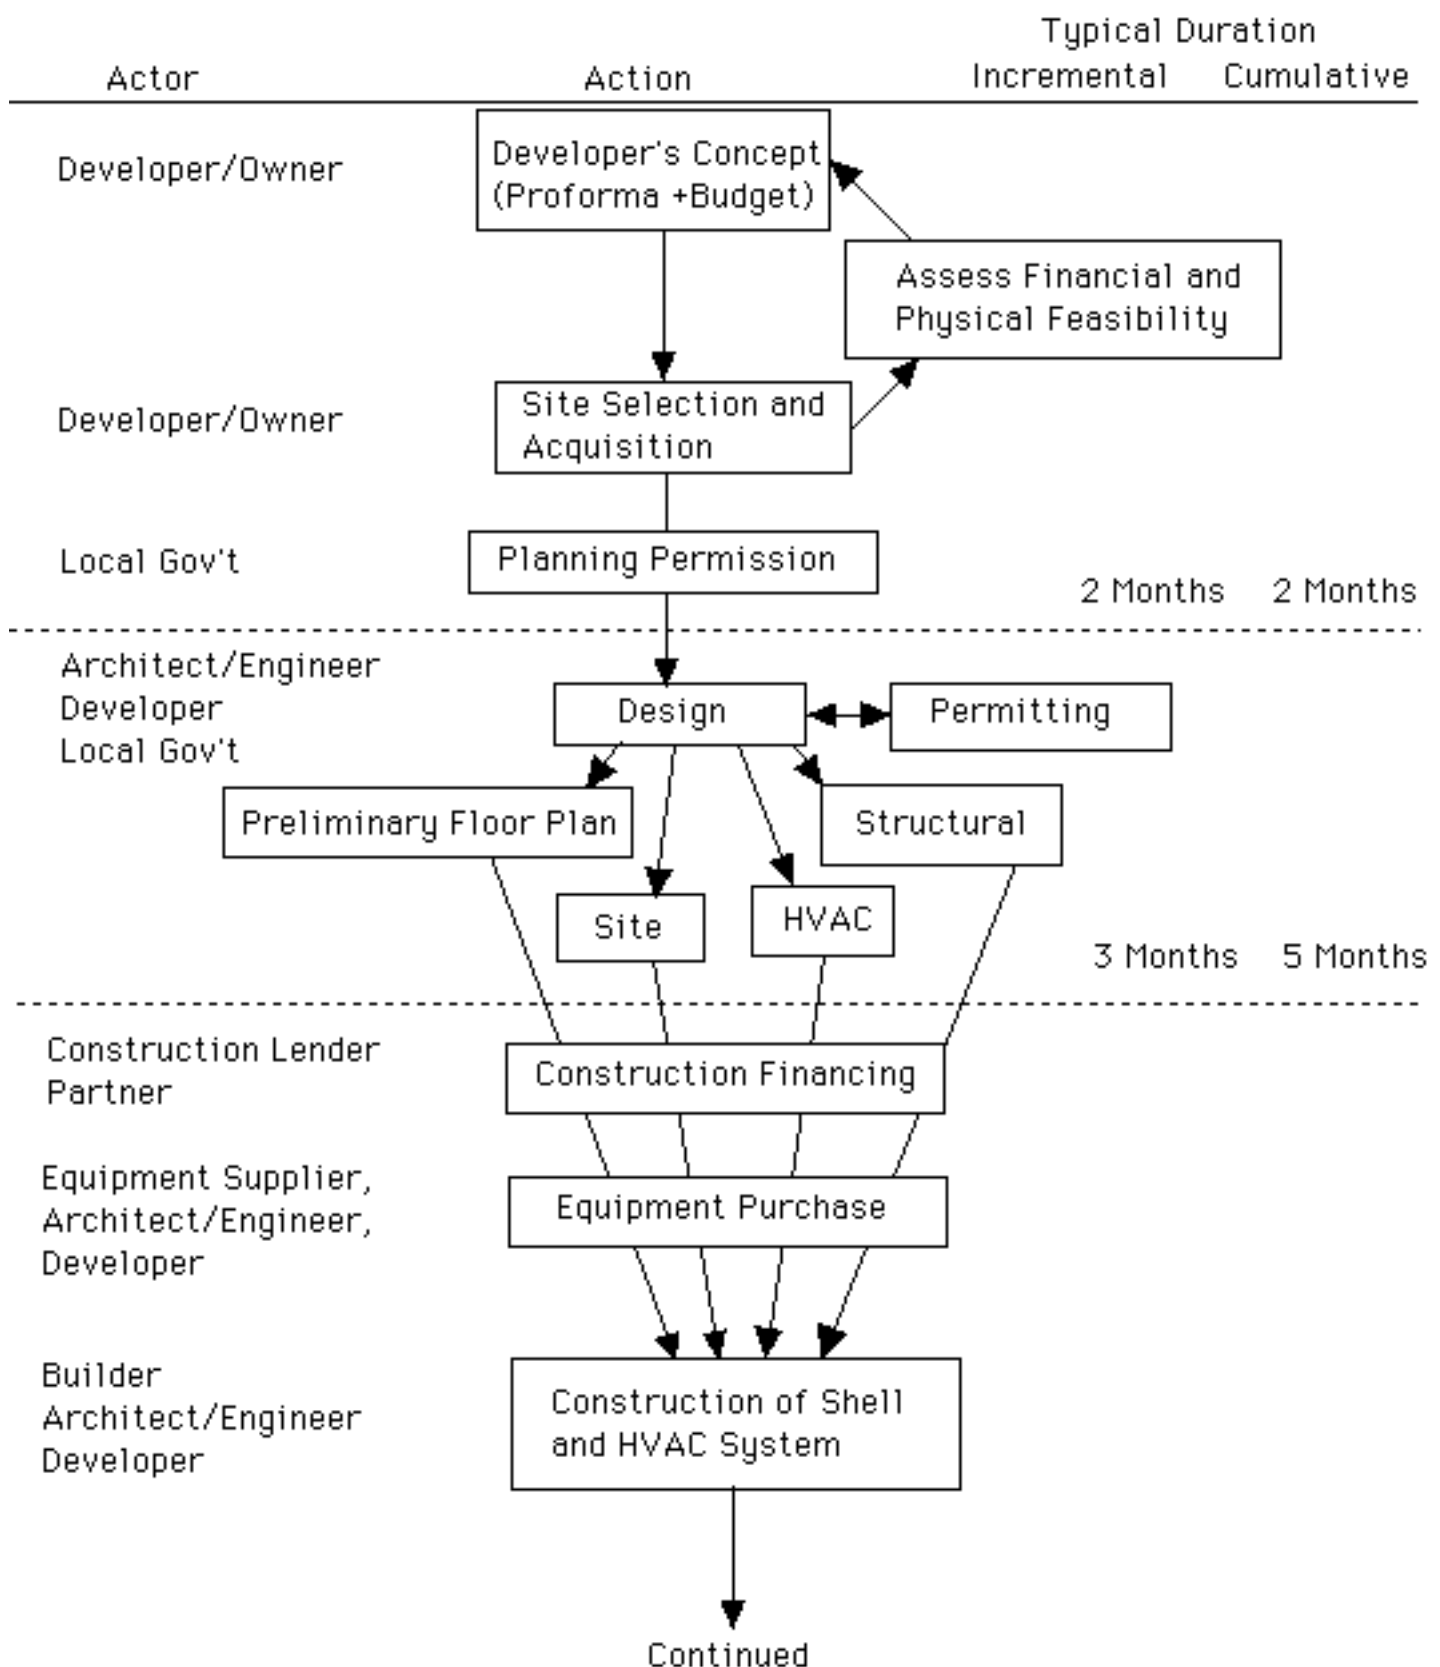 Typical Duration
Actor Action Incremental Cumulative
Developer/Owner
Developer's Concept
(Proforma +Budget)
Assess Financial and
Physical Feasibility
Developer/Owner
Site Selection and
Acquisition
Local Gov't
Planning Permission
2 Months 2 Months
Architect/Engineer
Developer
Local Gov't
Design
Permitting
Preliminary Floor Plan
Structural
Site
HVAC
3 Months 5 Months
Construction Lender
Partner
Construction Financing
Equipment Supplier,
Architect/Engineer,
Developer
Equipment Purchase
Builder
Architect/Engineer
Developer
Construction of Shell
and HVAC System
Continued